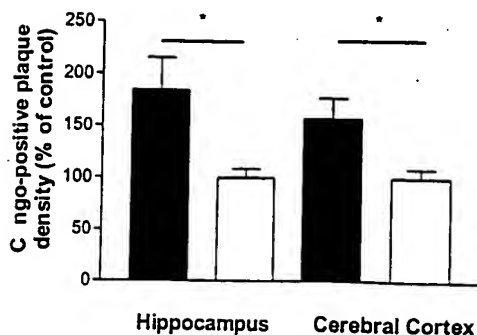 C ngo-positive plaque
density (% of control)
250
200
150
100
50
0
*
*
Hippocampus
Cerebral Cortex